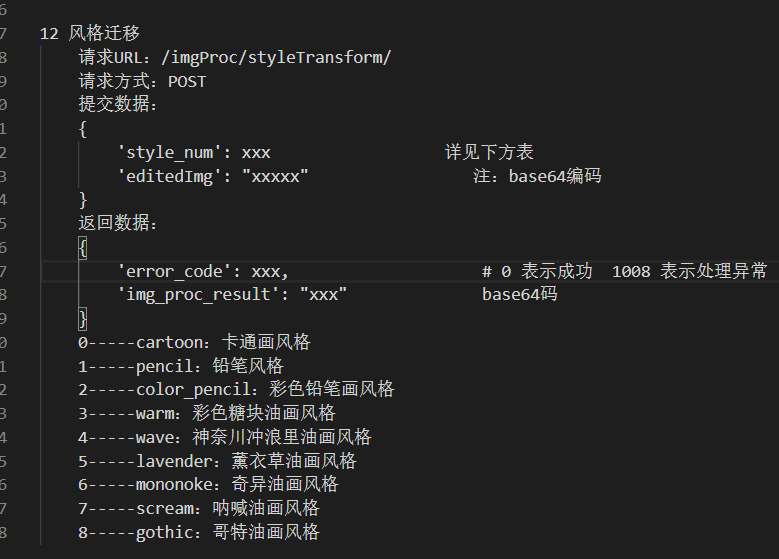 6
7 12 风格迁移
8 请求URL：/imgProc/styleTransform/
9 请求方式：POST
0 提交数据：
1 {
2 'style_num': xxx 详见下方表
3 'editedImg': "xxxxx" 注：base64编码
4 }
5 返回数据：
6 {
7 'error_code': xxx, # 0 表示成功 1008 表示处理异常
8 'img_proc_result': "xxx" base64码
9 }
0 0-----cartoon：卡通画风格
1 1-----pencil：铅笔风格
2 2-----color_pencil：彩色铅笔画风格
3 3-----warm：彩色糖块油画风格
4 4-----wave：神奈川冲浪里油画风格
5 5-----lavender：薰衣草油画风格
6 6-----mononoke：奇异油画风格
7 7-----scream：呐喊油画风格
8 8-----gothic：哥特油画风格